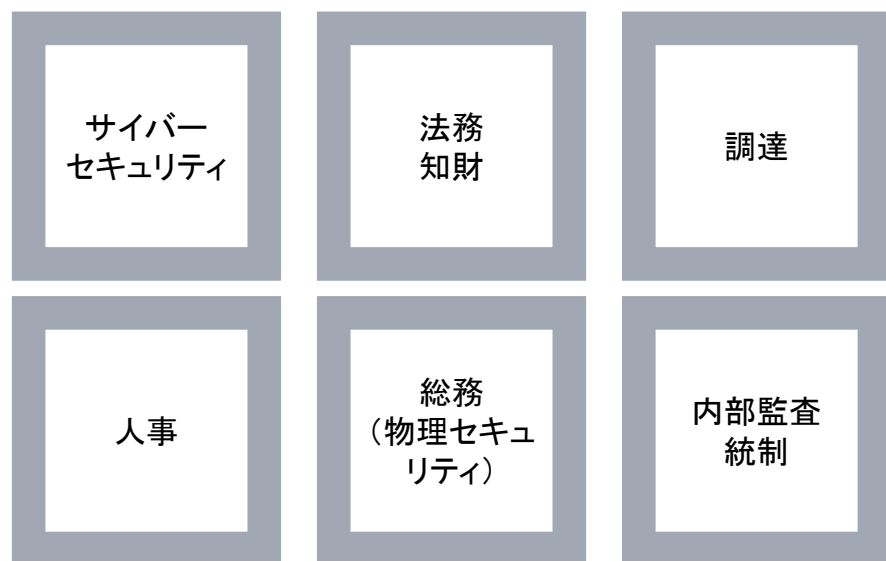 サイバー
セキュリティ
法務
知財
調達
人事
総務
（物理セキュ
リティ）
内部監査
統制